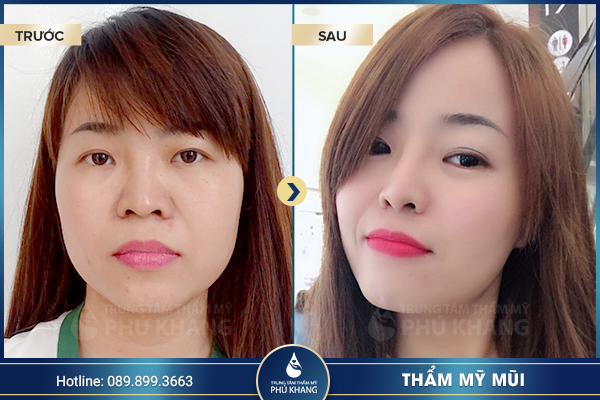 TRƯỚC
SAU
TRUNG TÂM THẨM MỸ
PHÚ KHANG
TRUNG TÂM THẨM MỸ
PHÚ KHANG
Hotline: 089.899.3663
TRUNG TÂM THẨM MỸ
PHÚ KHANG
THẨM MỸ MŨI